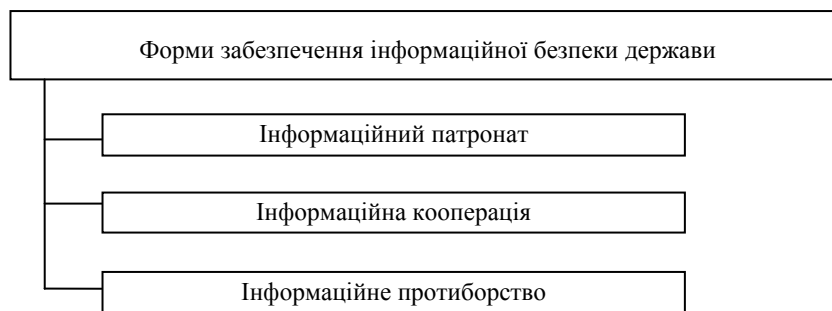 Форми забезпечення інформаційної безпеки держави
Інформаційний патронат
Інформаційна кооперація
Інформаційне протиборство